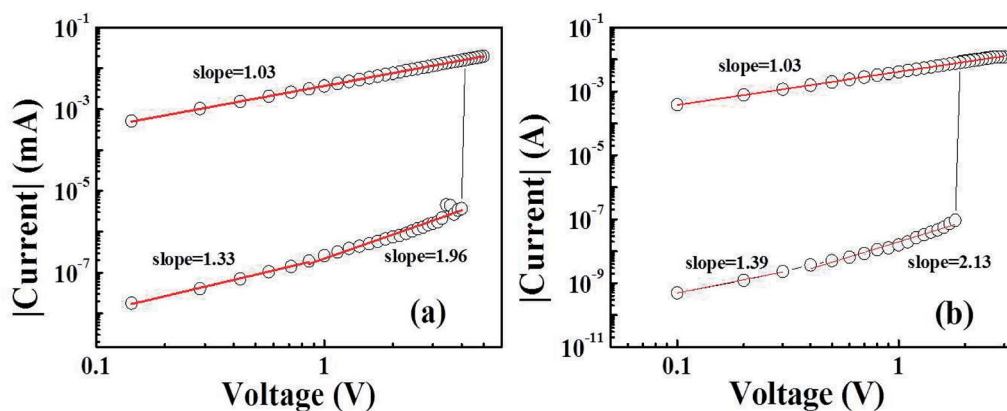 10⁻¹
10⁻³
10⁻⁵
10⁻⁷
|Current| (mA)
slope=1.03
slope=1.33
slope=1.96
(a)
0.1
1
Voltage (V)
10⁻¹
10⁻³
10⁻⁵
10⁻⁷
10⁻⁹
10⁻¹¹
|Current| (A)
slope=1.03
slope=1.39
slope=2.13
(b)
0.1
1
Voltage (V)